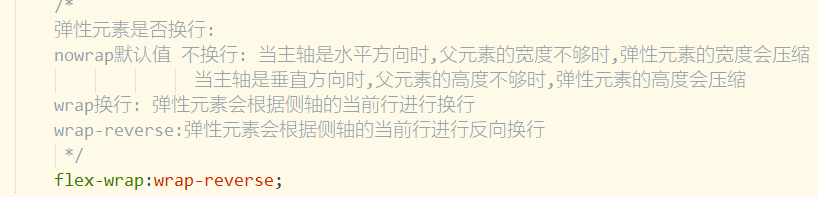 /*
弹性元素是否换行:
nowrap默认值 不换行: 当主轴是水平方向时,父元素的宽度不够时,弹性元素的宽度会压缩
当主轴是垂直方向时,父元素的高度不够时,弹性元素的高度会压缩
wrap换行: 弹性元素会根据侧轴的当前行进行换行
wrap-reverse:弹性元素会根据侧轴的当前行进行反向换行
*/
flex-wrap:wrap-reverse;